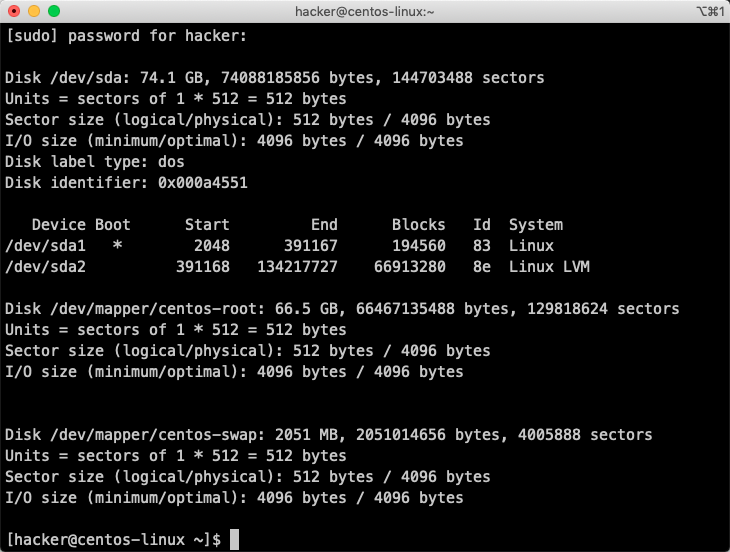 hacker@centos-linux:~
⌥⌘1
[sudo] password for hacker:
Disk /dev/sda: 74.1 GB, 74088185856 bytes, 144703488 sectors
Units = sectors of 1 * 512 = 512 bytes
Sector size (logical/physical): 512 bytes / 4096 bytes
I/O size (minimum/optimal): 4096 bytes / 4096 bytes
Disk label type: dos
Disk identifier: 0x000a4551
   Device Boot      Start         End      Blocks   Id  System
/dev/sda1   *        2048      391167      194560   83  Linux
/dev/sda2          391168   134217727    66913280   8e  Linux LVM
Disk /dev/mapper/centos-root: 66.5 GB, 66467135488 bytes, 129818624 sectors
Units = sectors of 1 * 512 = 512 bytes
Sector size (logical/physical): 512 bytes / 4096 bytes
I/O size (minimum/optimal): 4096 bytes / 4096 bytes
Disk /dev/mapper/centos-swap: 2051 MB, 2051014656 bytes, 4005888 sectors
Units = sectors of 1 * 512 = 512 bytes
Sector size (logical/physical): 512 bytes / 4096 bytes
I/O size (minimum/optimal): 4096 bytes / 4096 bytes
[hacker@centos-linux ~]$